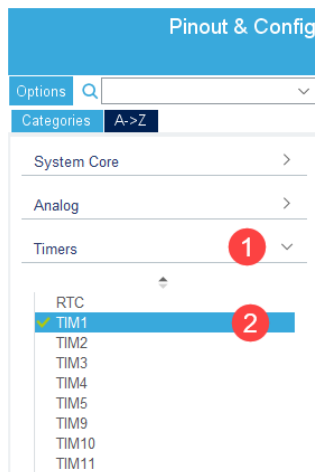 Pinout & Config
Options
Categories A->Z
System Core
Analog
Timers 1
RTC
TIM1 2
TIM2
TIM3
TIM4
TIM5
TIM9
TIM10
TIM11